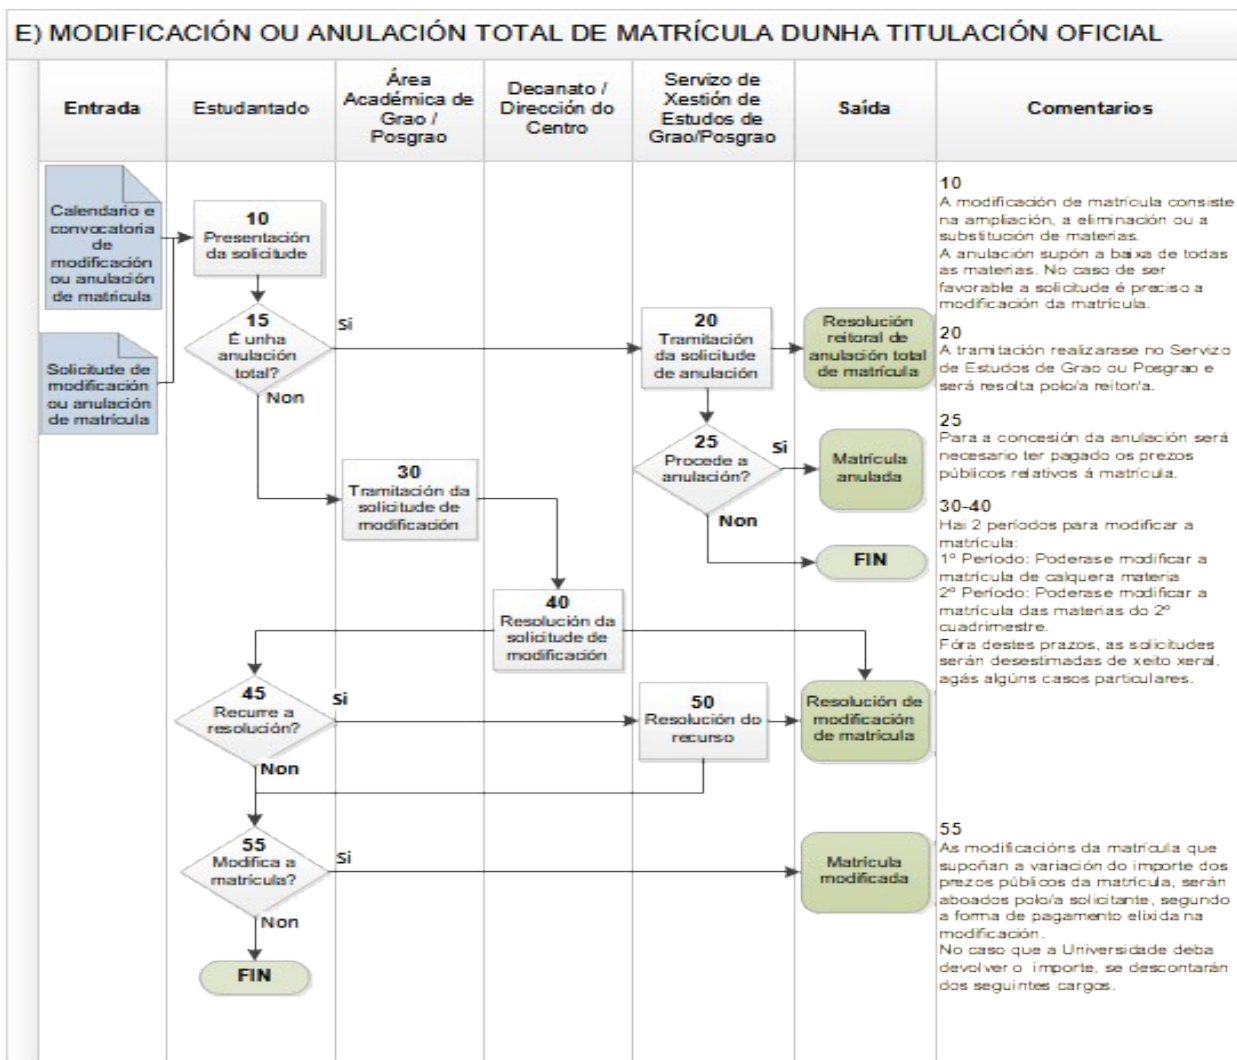 E) MODIFICACIÓN OU ANULACIÓN TOTAL DE MATRÍCULA DUNHA TITULACIÓN OFICIAL
Entrada
Estudantado
Área
Académica de
Grao /
Posgrao
Decanato /
Dirección do
Centro
Servizo de
Xestión de
Estudos de
Grao/Posgrao
Saída
Comentarios
Calendario e
convocatoria
de
modificación
ou anulación
de matricula
Solicitude de
modificación
ou anulación
de matrícula
10
Presentación
da solicitude
15
É unha
anulación
total?
Si
Non
20
Tramitación
da solicitude
de anulación
Resolución
reitoral de
anulación total
de matrícula
25
Procede a
anulación?
Si
Non
Matrícula
anulada
FIN
30
Tramitación da
solicitude de
modificación
40
Resolución da
solicitude de
modificación
45
Recurre a
resolución?
Si
Non
50
Resolución do
recurso
Resolución de
modificación
de matrícula
55
Modifica a
matrícula?
Si
Non
Matrícula
modificada
FIN
10
A modificación de matrícula consiste
na ampliación, a eliminación ou a
substitución de materias.
A anulación supón a baixa de todas
as materias. No caso de ser
favorable a solicitude é preciso a
modificación da matrícula.
20
A tramitación realizarase no Servizo
de Estudos de Grao ou Posgrao e
será resolta polo/a reitor/a.
25
Para a concesión da anulación será
necesario ter pagado os prezos
públicos relativos á matrícula.
30-40
Hai 2 períodos para modificar a
matrícula:
1º Período: Poderase modificar a
matrícula de calquera materia
2º Período: Poderase modificar a
matrícula das materias do 2º
cuadrimestre.
Fóra destes prazos, as solicitudes
serán desestimadas de xeito xeral,
agás algúns casos particulares.
55
As modificacións da matrícula que
supoñan a variación do importe dos
prezos públicos da matrícula, serán
aboados polo/a solicitante, segundo
a forma de pagamento elixida na
modificación.
No caso que a Universidade deba
devolver o importe, se descontarán
dos seguintes cargos.